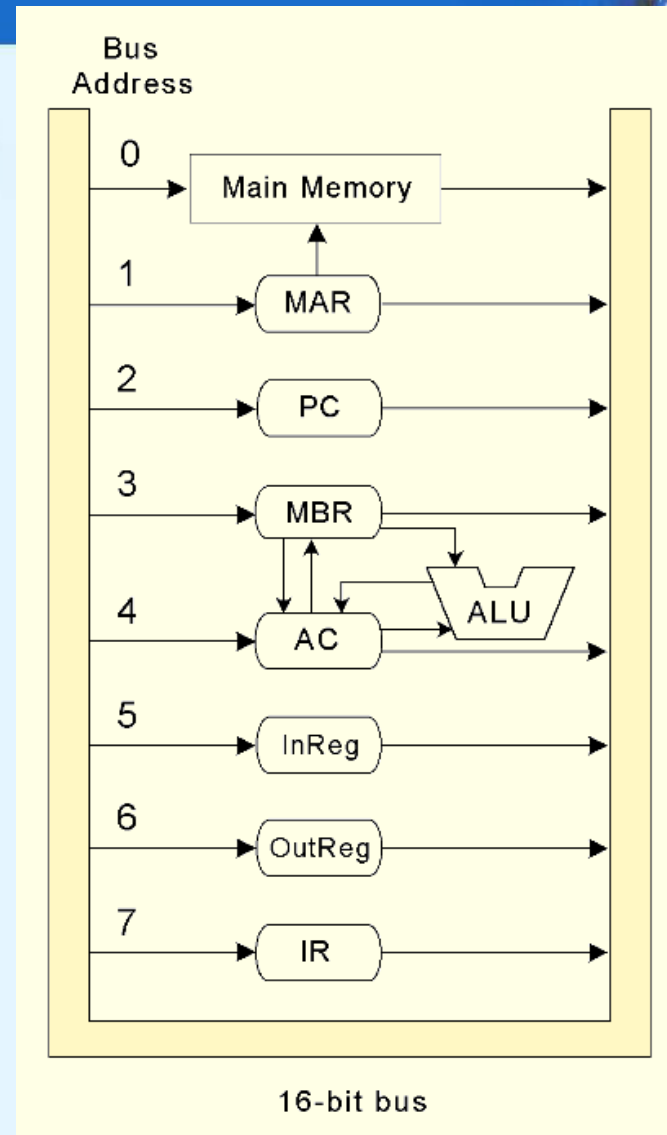 Bus
Address
0
Main Memory
1
MAR
2
PC
3
MBR
4
AC
ALU
5
InReg
6
OutReg
7
IR
16-bit bus